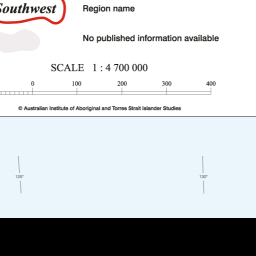 Southwest
Region name
No published information available
SCALE 1 : 4 700 000
0 100 200 300 400
© Australian Institute of Aboriginal and Torres Strait Islander Studies